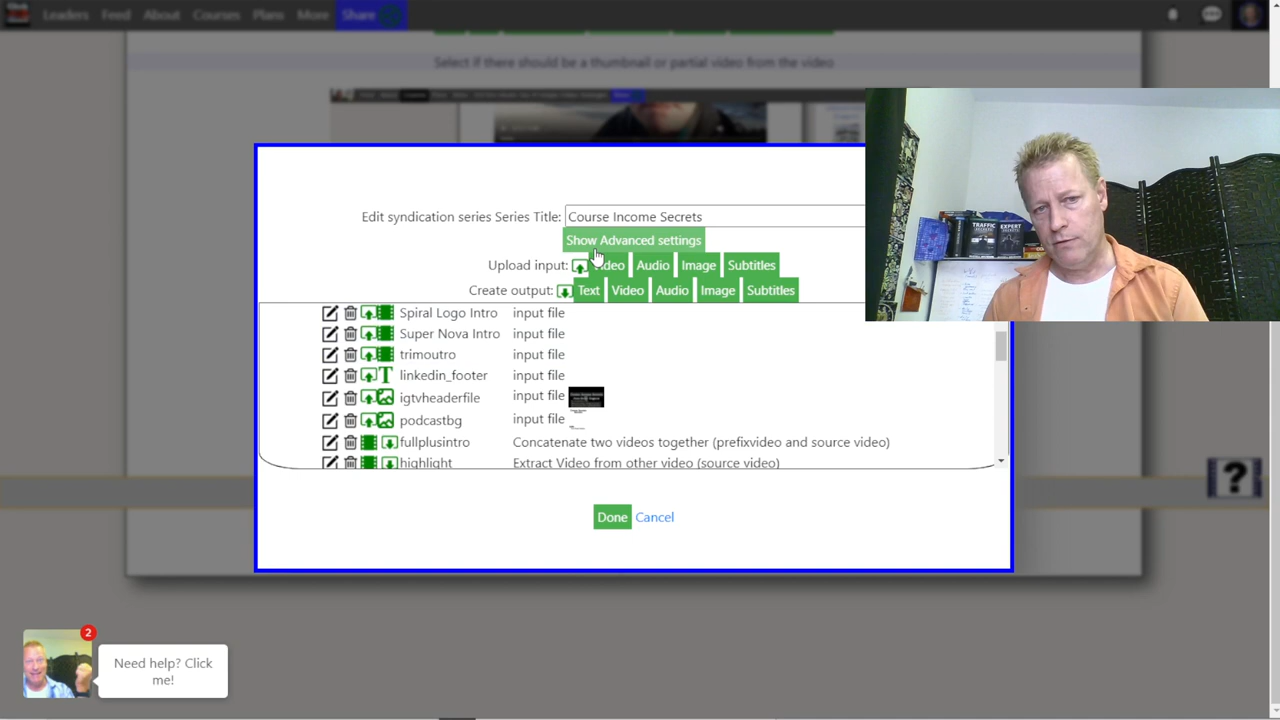 Leaders Feed About Courses Plans More Share
Select if there should be a thumbnail or partial video from the video
Edit syndication series Series Title: Course Income Secrets
Show Advanced settings
Upload input: Video Audio Image Subtitles
Create output: Text Video Audio Image Subtitles
Spiral Logo Intro input file
Super Nova Intro input file
trimoutro input file
linkedin_footer input file
igtvheaderfile input file
podcastbg input file
fullplusintro Concatenate two videos together (prefixvideo and source video)
highlight Extract Video from other video (source video)
Done Cancel
TRAFFIC
EXPERT
?
2
Need help? Click
me!